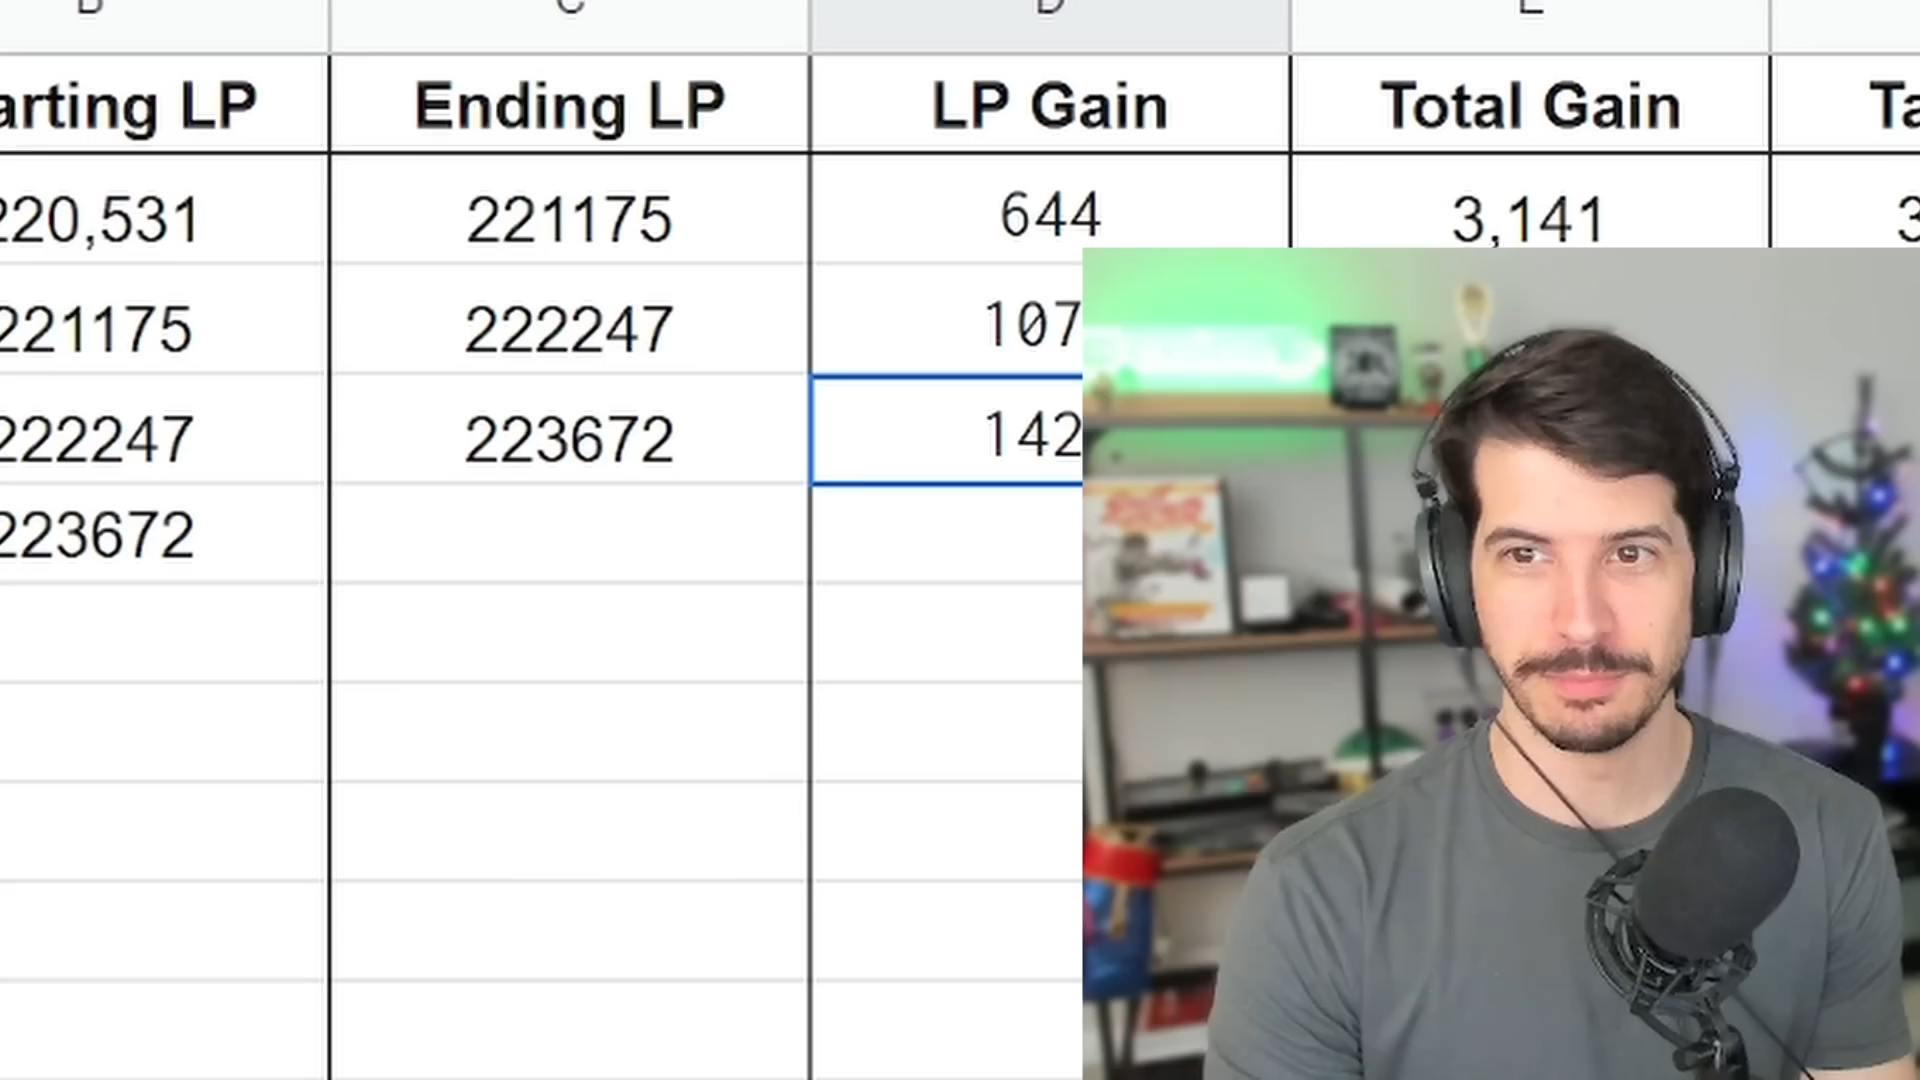 B C D E
arting LP Ending LP LP Gain Total Gain Ta
220,531 221175 644 3,141 3
221175 222247 107
222247 223672 142
223672